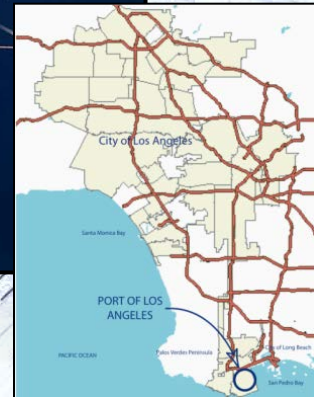 City of Los Angeles
Santa Monica Bay
PORT OF LOS
ANGELES
City of Long Beach
Palos Verdes Peninsula
PACIFIC OCEAN
San Pedro Bay